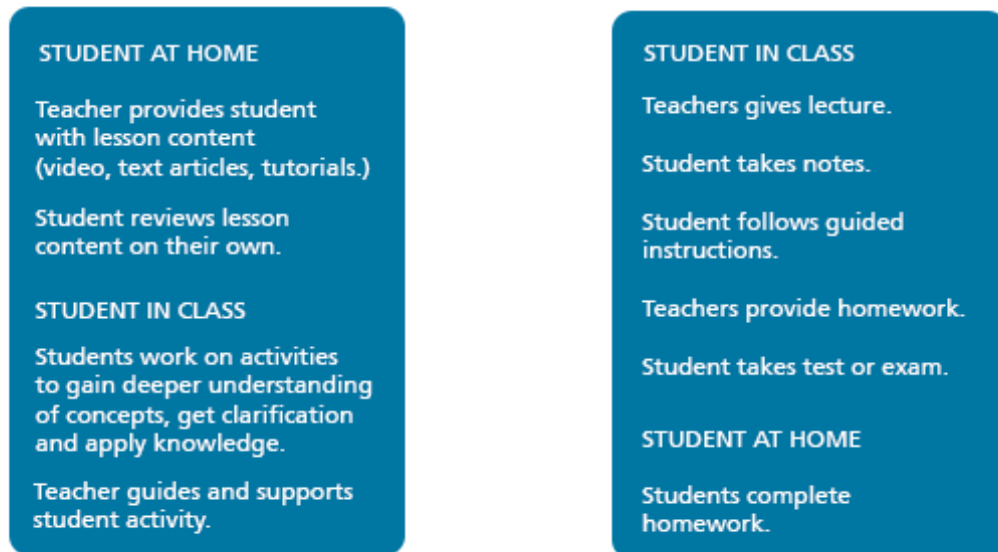 STUDENT AT HOME
Teacher provides student
with lesson content
(video, text articles, tutorials.)
Student reviews lesson
content on their own.
STUDENT IN CLASS
Students work on activities
to gain deeper understanding
of concepts, get clarification
and apply knowledge.
Teacher guides and supports
student activity.
STUDENT IN CLASS
Teachers gives lecture.
Student takes notes.
Student follows guided
instructions.
Teachers provide homework.
Student takes test or exam.
STUDENT AT HOME
Students complete
homework.